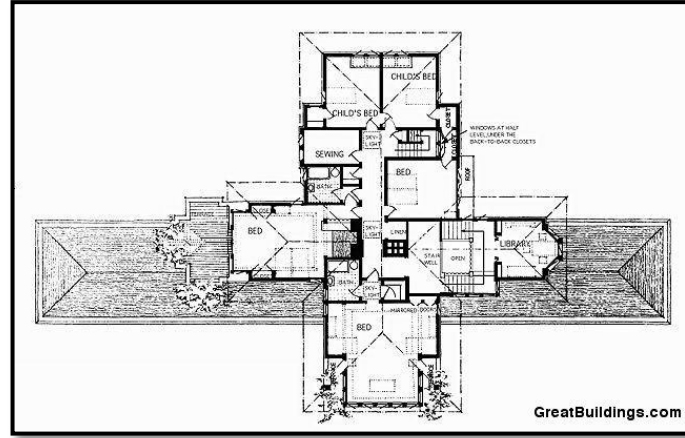 CHILD'S BED
CHILD'S BED
SKY-
LIGHT
WINDOWS AT HALF
LEVEL UNDER THE
BACK-TO-BACK CLOSETS
SEWING
BED
ROOF
BATH
BED
SKY-
LIGHT
LINEN
STAIR
WELL
OPEN
LIBRARY
BATH
SKY-
LIGHT
MIRRORED DOORS
BED
GreatBuildings.com